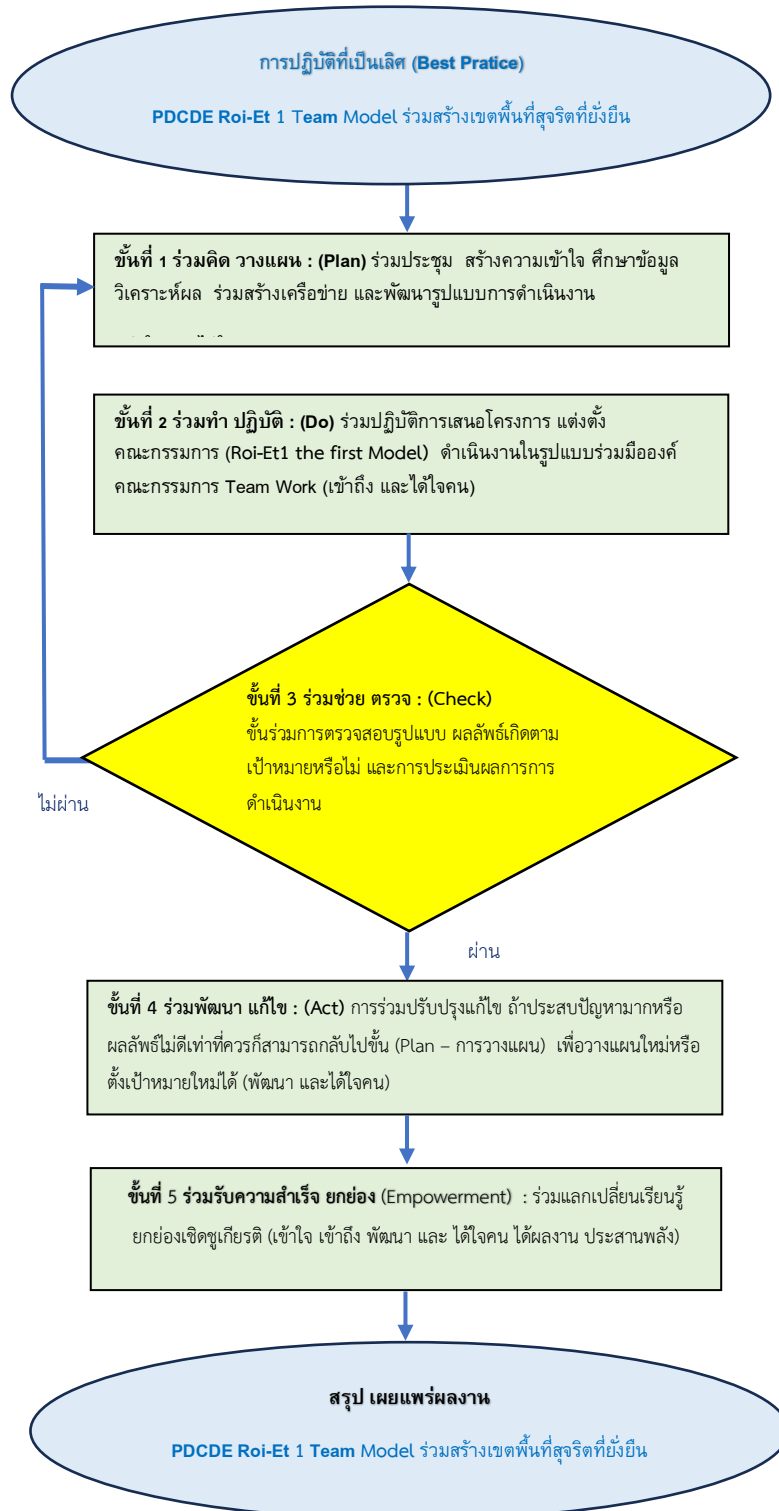 การปฏิบัติที่เป็นเลิศ (Best Pratice)
PDCDE Roi-Et 1 Team Model ร่วมสร้างเขตพื้นที่สุจริตที่ยั่งยืน
ขั้นที่ 1 ร่วมคิด วางแผน : (Plan) ร่วมประชุม สร้างความเข้าใจ ศึกษาข้อมูล
วิเคราะห์ผล ร่วมสร้างเครือข่าย และพัฒนารูปแบบการดำเนินงาน
ขั้นที่ 2 ร่วมทำ ปฏิบัติ : (Do) ร่วมปฏิบัติการเสนอโครงการ แต่งตั้ง
คณะกรรมการ (Roi-Et1 the first Model) ดำเนินงานในรูปแบบร่วมมือองค์
คณะกรรมการ Team Work (เข้าถึง และได้ใจคน)
ขั้นที่ 3 ร่วมช่วย ตรวจ : (Check)
ขั้นร่วมการตรวจสอบรูปแบบ ผลลัพธ์เกิดตาม
เป้าหมายหรือไม่ และการประเมินผลการการ
ดำเนินงาน
ไม่ผ่าน
ผ่าน
ขั้นที่ 4 ร่วมพัฒนา แก้ไข : (Act) การร่วมปรับปรุงแก้ไข ถ้าประสบปัญหามากหรือ
ผลลัพธ์ไม่ดีเท่าที่ควรก็สามารถกลับไปขั้น (Plan – การวางแผน) เพื่อวางแผนใหม่หรือ
ตั้งเป้าหมายใหม่ได้ (พัฒนา และได้ใจคน)
ขั้นที่ 5 ร่วมรับความสำเร็จ ยกย่อง (Empowerment) : ร่วมแลกเปลี่ยนเรียนรู้
ยกย่องเชิดชูเกียรติ (เข้าใจ เข้าถึง พัฒนา และ ได้ใจคน ได้ผลงาน ประสานพลัง)
สรุป เผยแพร่ผลงาน
PDCDE Roi-Et 1 Team Model ร่วมสร้างเขตพื้นที่สุจริตที่ยั่งยืน